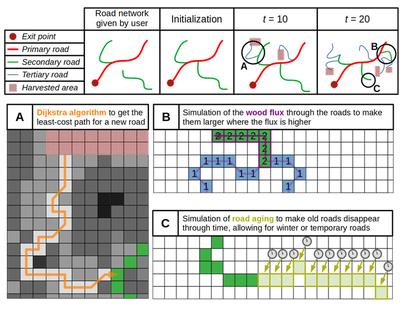 Road network
given by user
Initialization
t = 10
t = 20
Exit point
Primary road
Secondary road
Tertiary road
Harvested area
A
B
C
A
Dijkstra algorithm to get the
least-cost path for a new road
B
Simulation of the wood flux through the roads to make
them larger where the flux is higher
2 2 2 2 2
2
2
1 1 1 2 1 1
1 1 1 1
1 1
C
Simulation of road aging to make old roads disappear
through time, allowing for winter or temporary roads